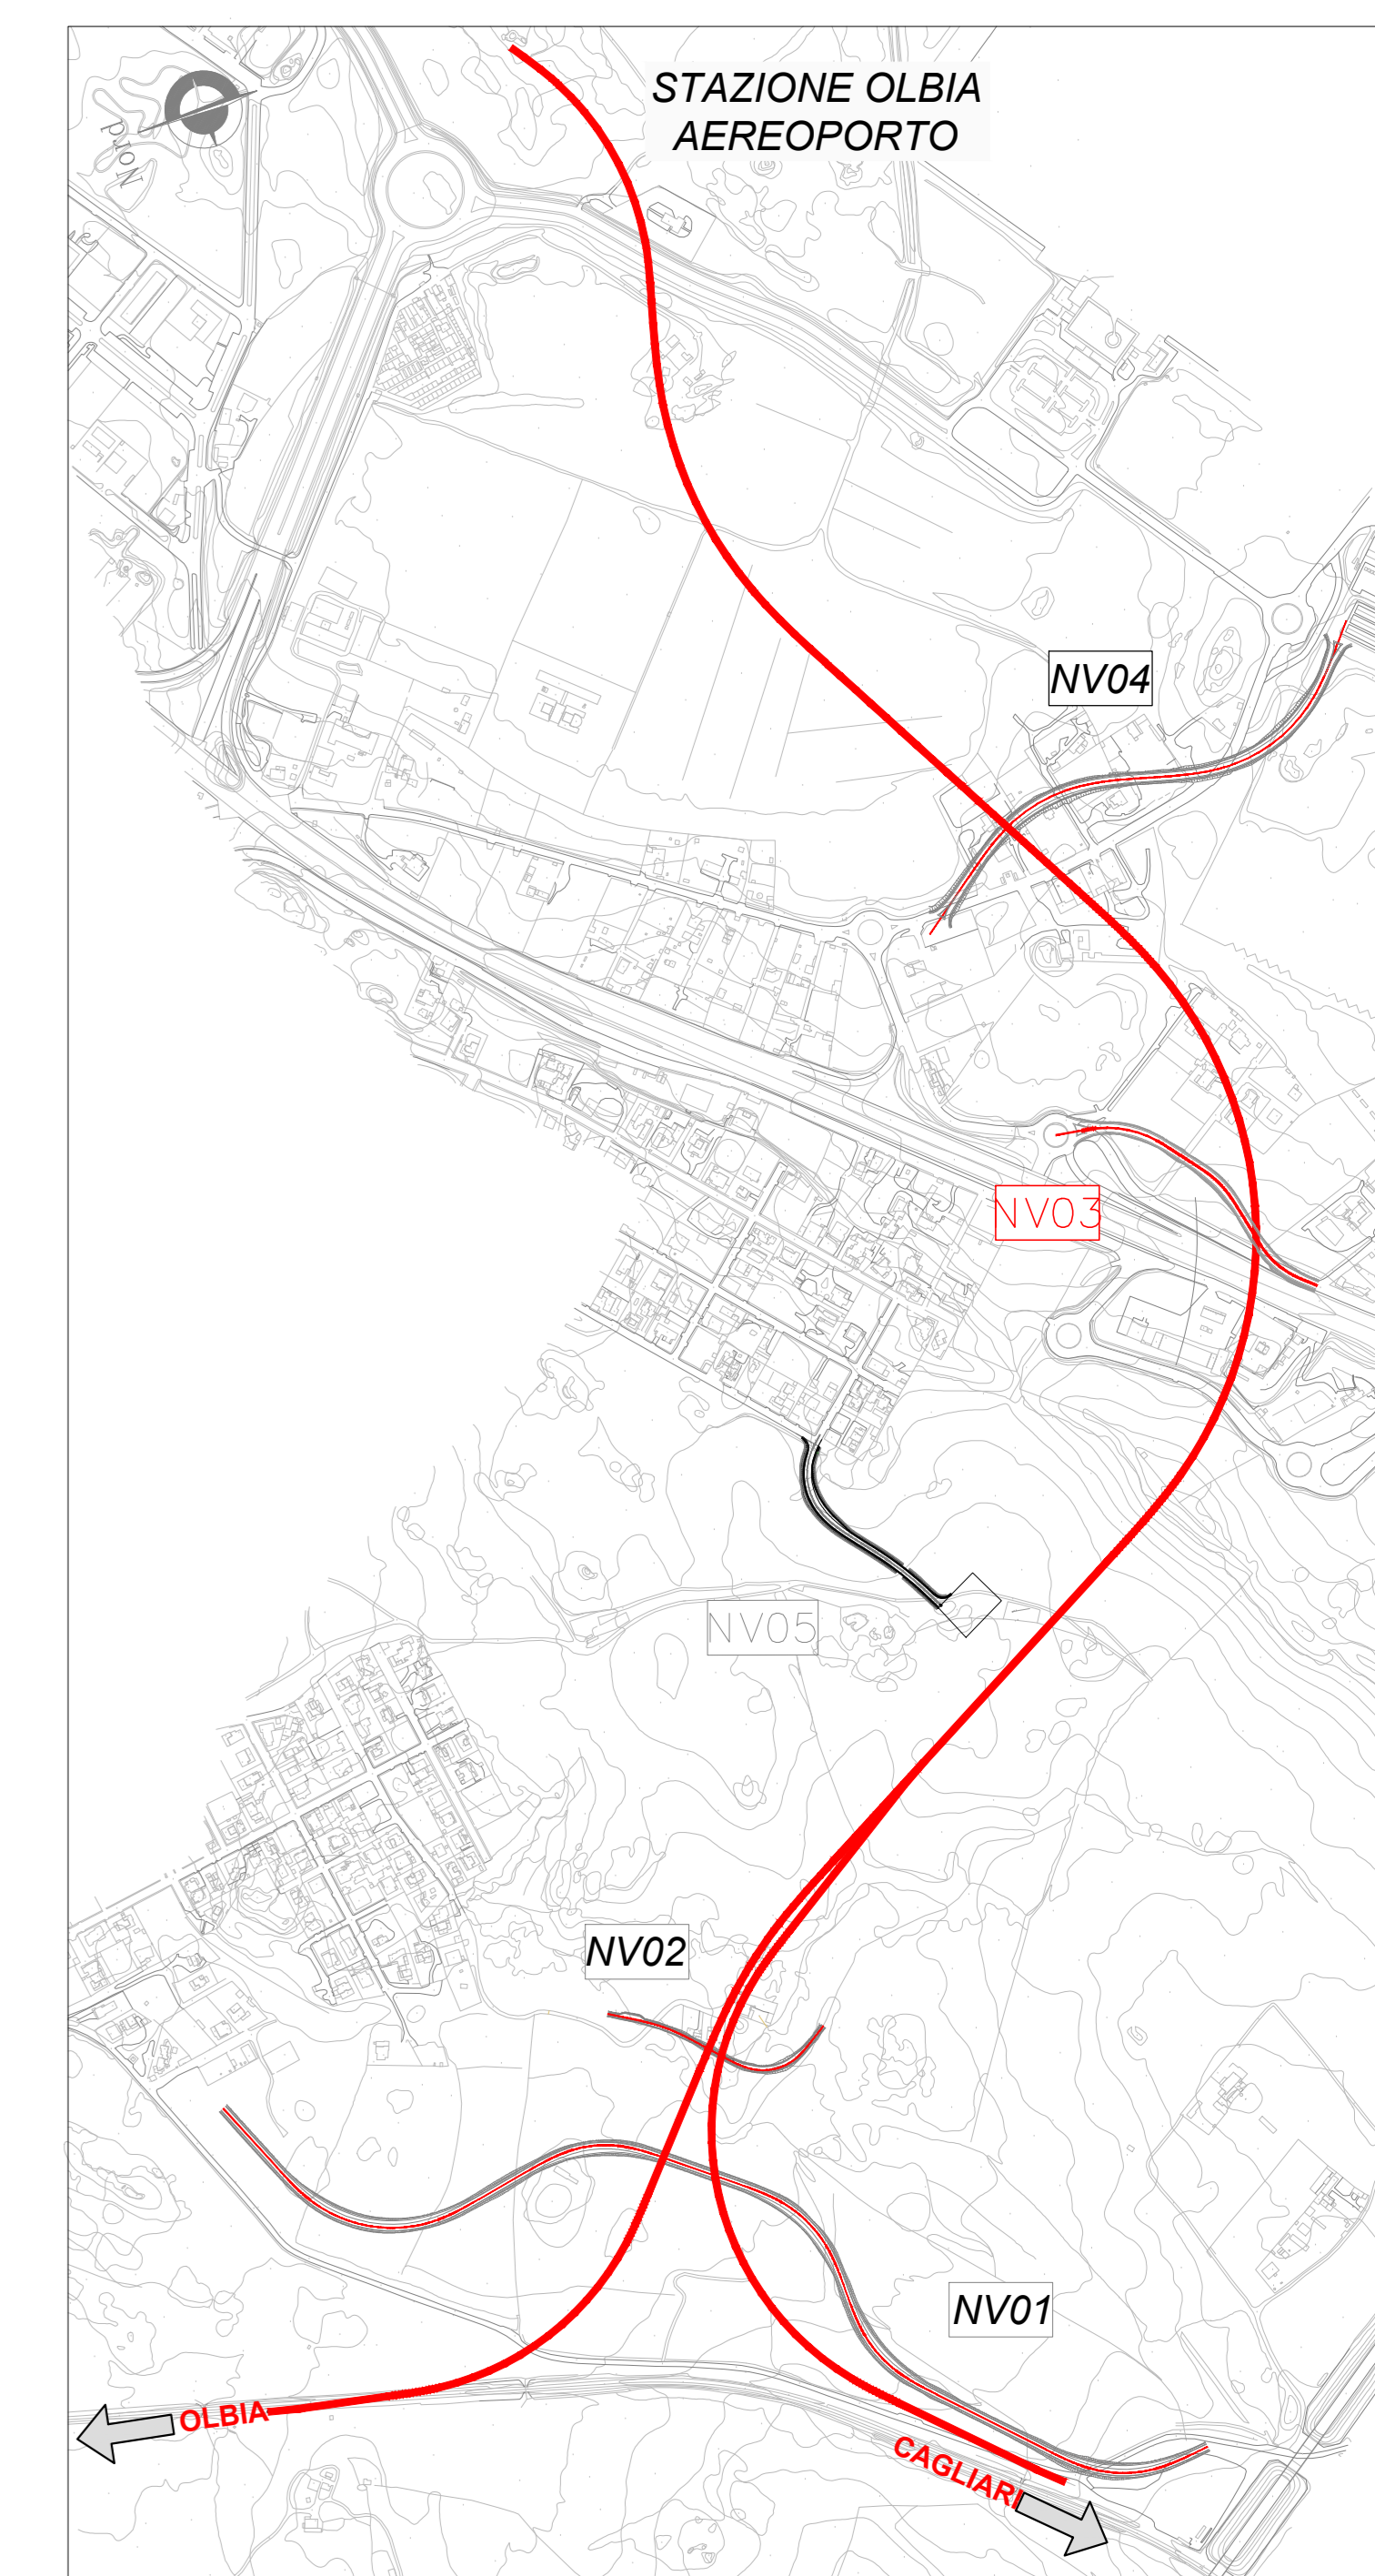 STAZIONE OLBIA
AEREOPORTO
Nord
NV04
NV03
NV05
NV02
NV01
OLBIA
CAGLIARI